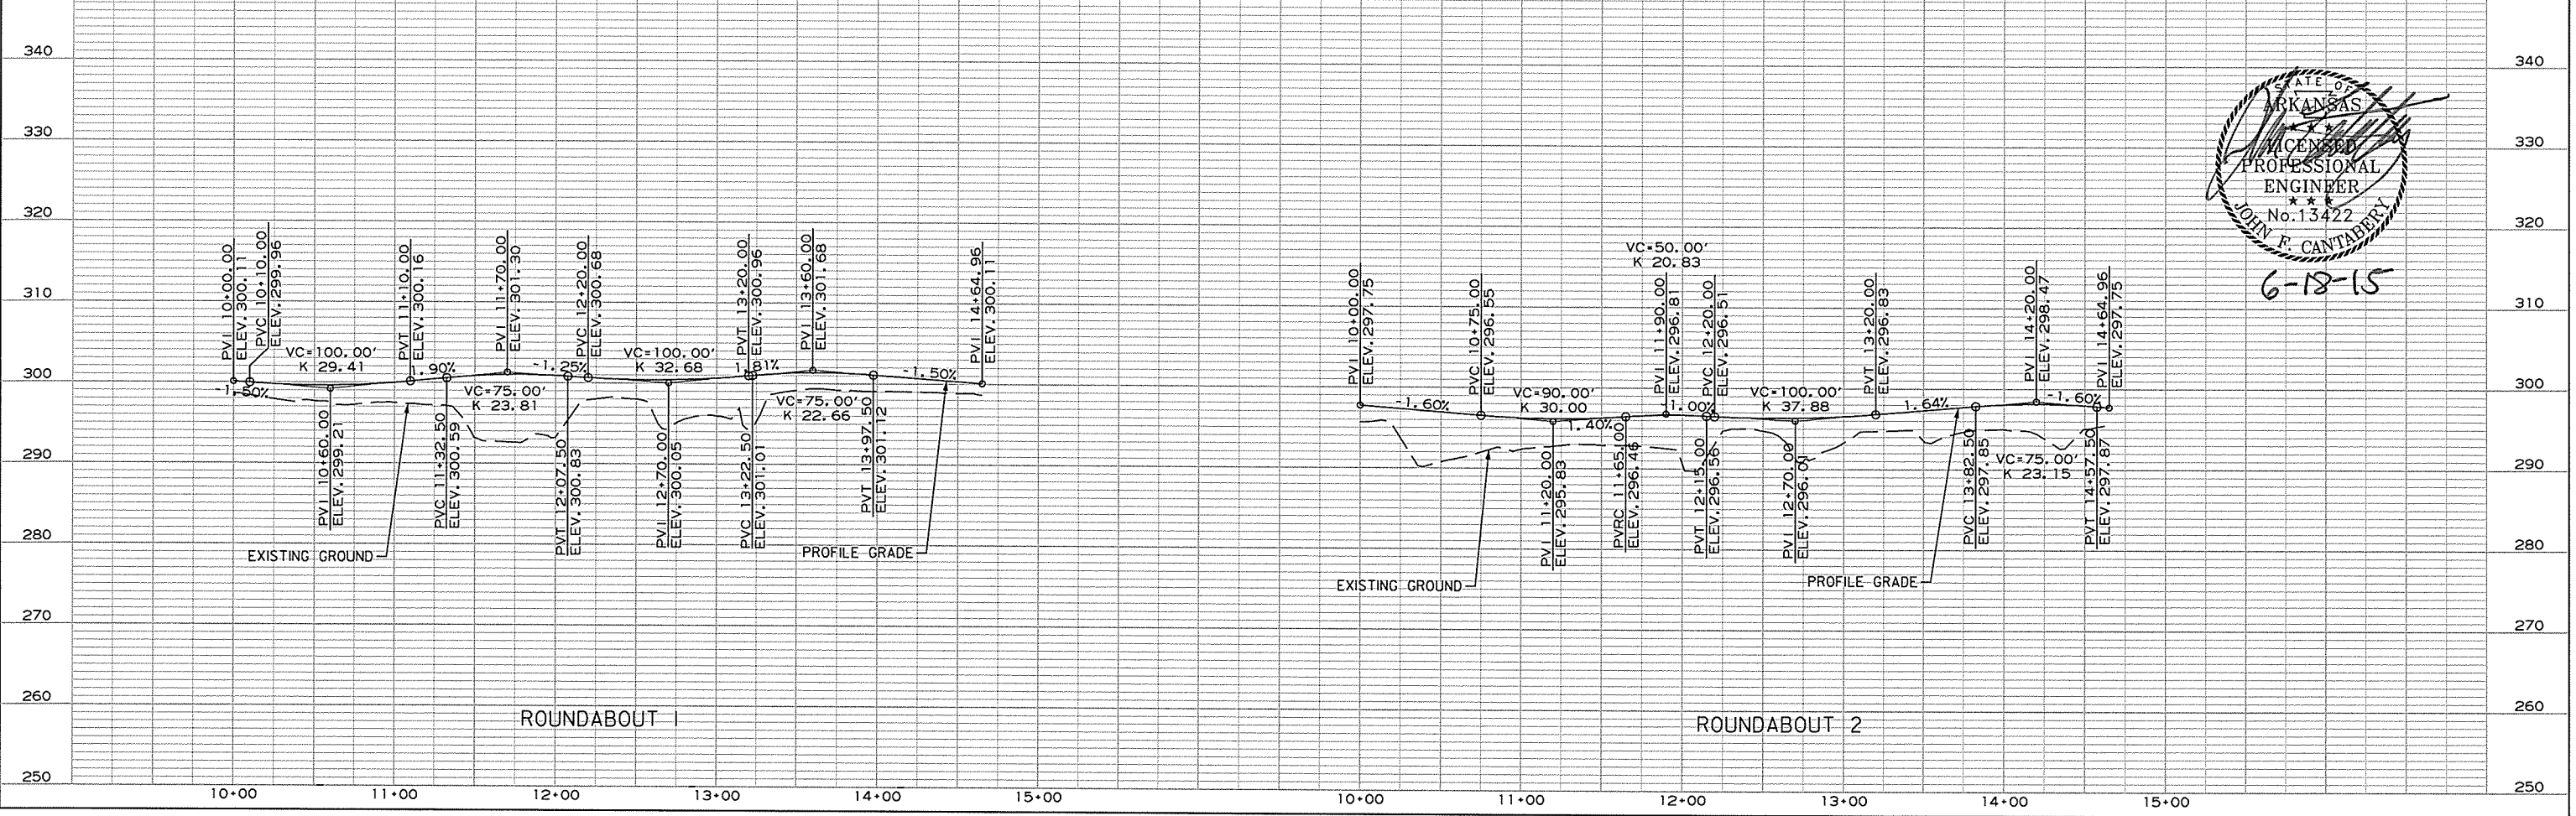 340
330
320
310
300
290
280
270
260
250
PVI 10+00.00
ELEV. 300.11
PVC 10+10.00
ELEV. 299.96
-1.50%
VC=100.00'
K 29.41
PVI 10+60.00
ELEV. 299.21
PVT 11+10.00
ELEV. 300.16
1.90%
PVC 11+32.50
ELEV. 300.59
VC=75.00'
K 23.81
PVI 11+70.00
ELEV. 301.30
-1.25%
PVT 12+07.50
ELEV. 300.83
PVC 12+20.00
ELEV. 300.68
VC=100.00'
K 32.68
PVI 12+70.00
ELEV. 300.05
PVT 13+20.00
ELEV. 300.96
1.81%
PVC 13+22.50
ELEV. 301.01
VC=75.00'
K 22.66
PVI 13+60.00
ELEV. 301.68
PVT 13+97.50
ELEV. 301.12
-1.50%
PVI 14+64.96
ELEV. 300.11
EXISTING GROUND
PROFILE GRADE
ROUNDABOUT 1
10+00
11+00
12+00
13+00
14+00
15+00
PVI 10+00.00
ELEV. 297.75
-1.60%
PVC 10+75.00
ELEV. 296.55
VC=90.00'
K 30.00
PVI 11+20.00
ELEV. 295.83
1.40%
PVRC 11+65.00
ELEV. 296.46
VC=50.00'
K 20.83
PVI 11+90.00
ELEV. 296.81
-1.00%
PVT 12+15.00
ELEV. 296.56
PVC 12+20.00
ELEV. 296.51
VC=100.00'
K 37.88
PVI 12+70.00
ELEV. 296.01
PVT 13+20.00
ELEV. 296.83
1.64%
PVC 13+82.50
ELEV. 297.85
VC=75.00'
K 23.15
PVI 14+20.00
ELEV. 298.47
-1.60%
PVT 14+57.50
ELEV. 297.87
PVI 14+64.96
ELEV. 297.75
EXISTING GROUND
PROFILE GRADE
ROUNDABOUT 2
10+00
11+00
12+00
13+00
14+00
15+00
STATE OF
ARKANSAS
LICENSED
PROFESSIONAL
ENGINEER
No. 13422
JOHN F. CANTABERY
6-18-15
340
330
320
310
300
290
280
270
260
250